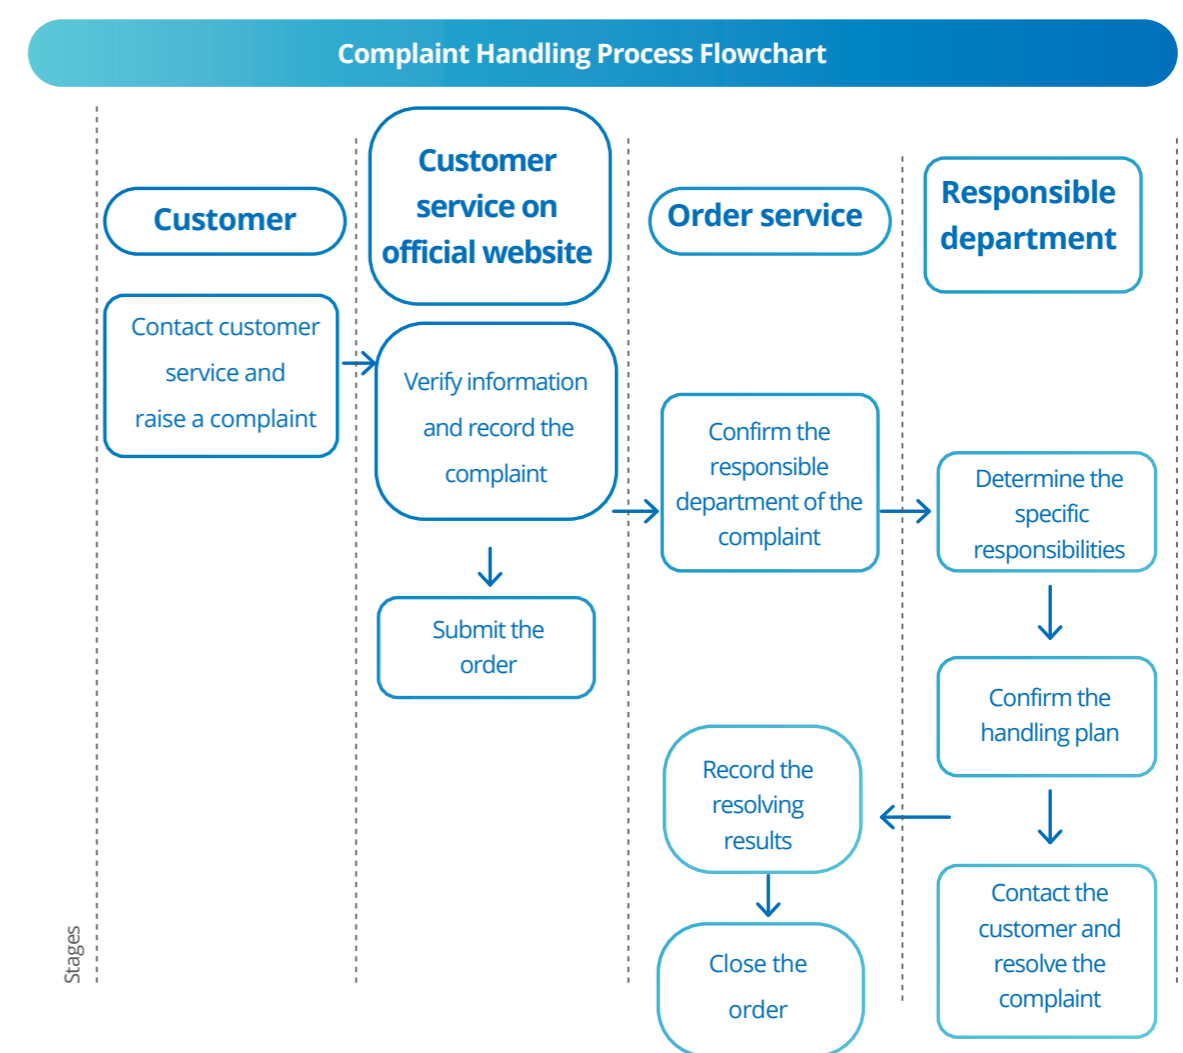 Complaint Handling Process Flowchart
Customer
Customer
service on
official website
Order service
Responsible
department
Contact customer
service and
raise a complaint
Verify information
and record the
complaint
Submit the
order
Confirm the
responsible
department of the
complaint
Determine the
specific
responsibilities
Confirm the
handling plan
Contact the
customer and
resolve the
complaint
Record the
resolving
results
Close the
order
Stages